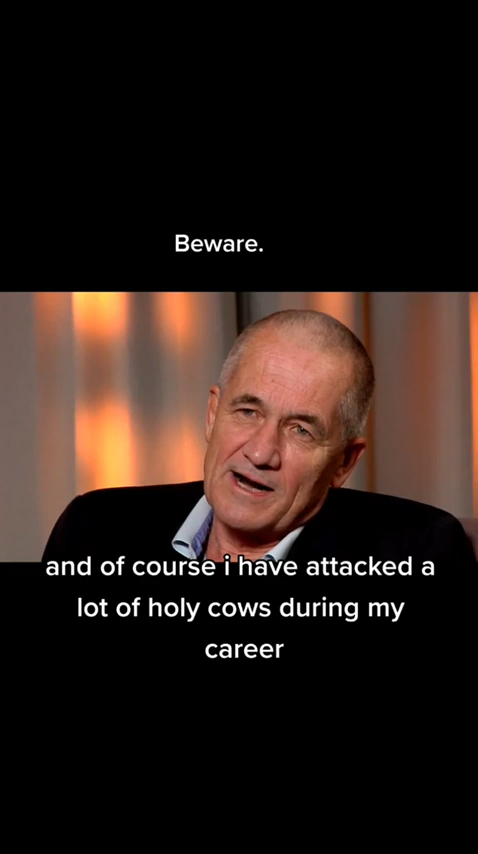 Beware.
and of course i have attacked a
lot of holy cows during my
career